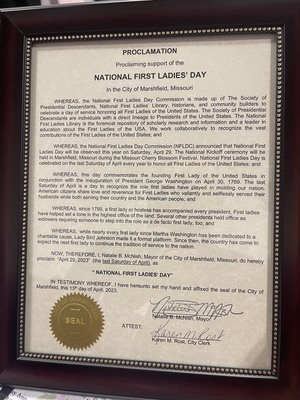 PROCLAMATION
Proclaiming support of the
NATIONAL FIRST LADIES' DAY
In the City of Marshfield, Missouri
WHEREAS, the National First Ladies Day Commission is made up of The Society of
Presidential Descendants, National First Ladies' Library, historians, and community builders to
celebrate a day of service honoring all First Ladies of the United States. The Society of Presidential
Descendants are individuals with a direct lineage to Presidents of the United States. The National
First Ladies Library is the foremost repository of scholarly research and information and a leader in
education about the First Ladies of the USA. We work collaboratively to recognize the vast
contributions of the First Ladies of the United States; and
WHEREAS, the National First Ladies Day Commission (NFLDC) announced that National First
Ladies Day will be observed this year on Saturday, April 29. The National Kickoff ceremony will be
held in Marshfield, Missouri during the Missouri Cherry Blossom Festival. National First Ladies Day is
celebrated on the last Saturday of April every year to honor all First Ladies of the United States; and
WHEREAS, this day commemorates the founding First Lady of the United States in
conjunction with the inauguration of President George Washington on April 30, 1789. The last
Saturday of April is a day to recognize the role first ladies have played in molding our nation.
American citizens share love and reverence for First Ladies who valiantly and selflessly served their
husbands while both serving their country and the American people; and
WHEREAS, since 1789, a first lady or hostess has accompanied every president. First ladies
have helped set a tone in the highest office of the land. Several other presidents held office as
widowers requiring someone to step into the role as a de facto first lady, too; and
WHEREAS, while nearly every first lady since Martha Washington has been dedicated to a
charitable cause, Lady Bird Johnson made it a formal platform. Since then, the country has come to
expect the next first lady to continue the tradition of service to the nation.
NOW, THEREFORE, I, Natalie B. McNish, Mayor of the City of Marshfield, Missouri, do hereby
proclaim "April 29, 2023" (the last Saturday of April), as
" NATIONAL FIRST LADIES' DAY"
IN TESTIMONY WHEREOF, I have hereunto set my hand and affixed the seal of the City of
Marshfield, this 13th day of April, 2023.
Natalie B. McNish, Mayor
ATTEST:
Karen M. Rost
Karen M. Rost, City Clerk
SEAL